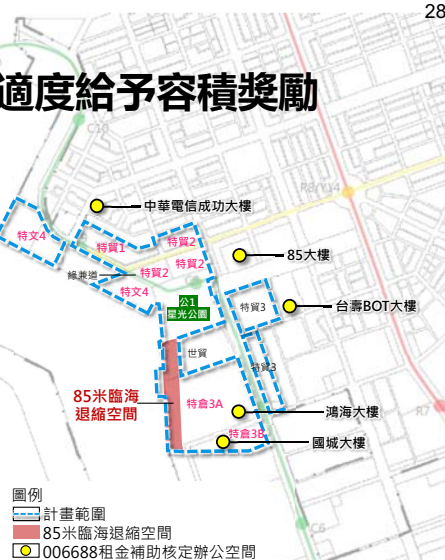 28
適度給予容積獎勵
C10
R8/Y14
中華電信成功大樓
特文4
特貿1
特貿2
85大樓
綠兼道
特貿2
特貿2
特文4
公1
星光公園
特貿3
台壽BOT大樓
世貿
特貿3
85米臨海
退縮空間
特倉3A
鴻海大樓
R7
特倉3B
國城大樓
圖例
計畫範圍
85米臨海退縮空間
006688租金補助核定辦公空間
C6